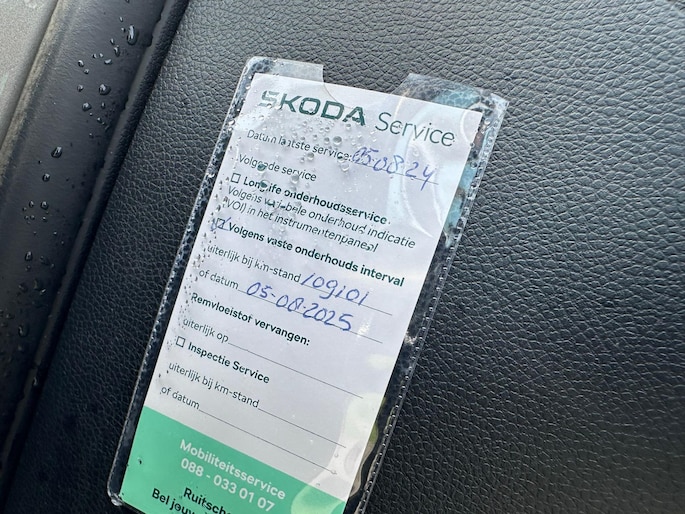 ŠKODA Service
Datum laatste service: 05-08-24
Volgende service
☐ Longlife onderhoudsservice
Volgens variabele onderhoud indicatie
(VOI) in het instrumentenpaneel
☑ Volgens vaste onderhouds interval
uiterlijk bij km-stand 109101
of datum 05-08-2025
Remvloeistof vervangen:
uiterlijk op
☐ Inspectie Service
uiterlijk bij km-stand
of datum
Mobiliteitsservice
088 - 033 01 07
Bel jouw